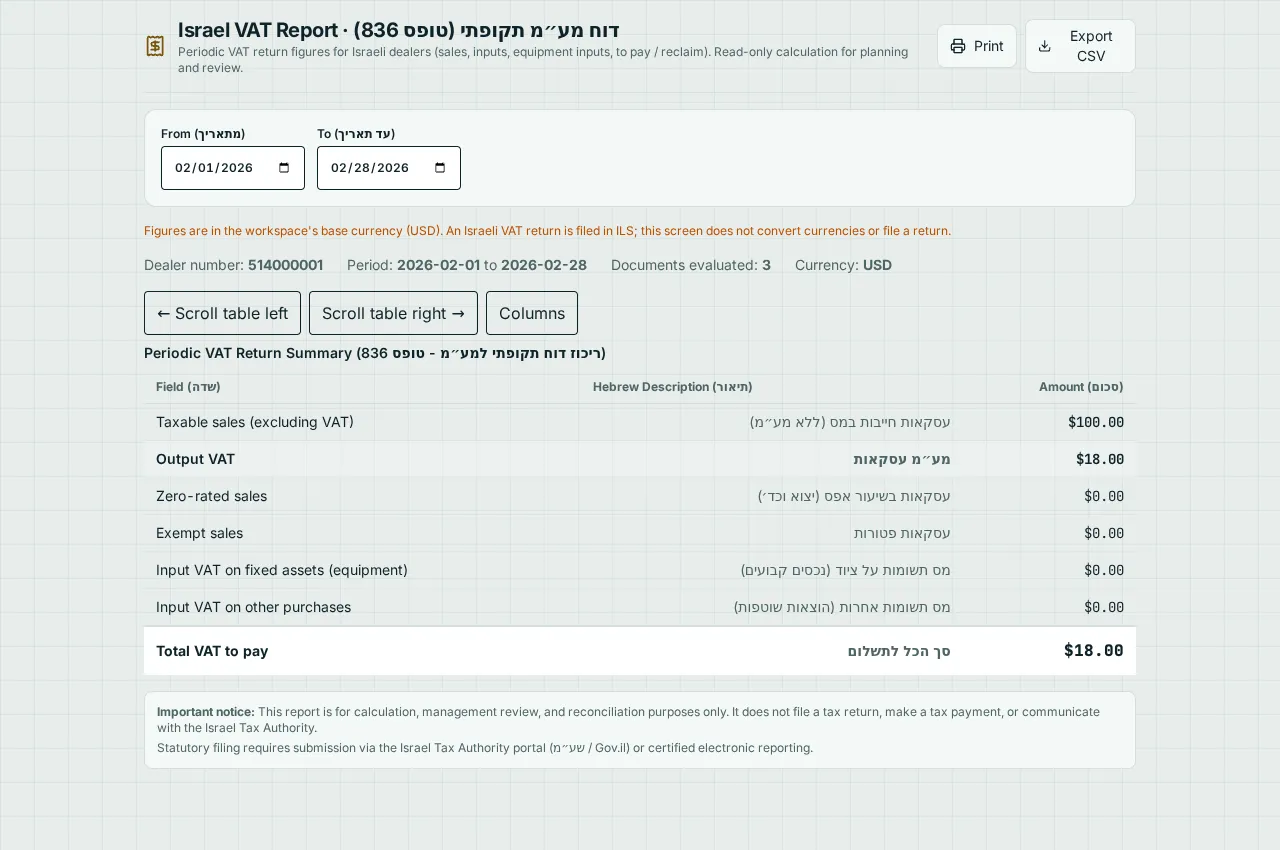 Israel VAT Report · דוח מע״מ תקופתי (טופס 836)
Periodic VAT return figures for Israeli dealers (sales, inputs, equipment inputs, to pay / reclaim). Read-only calculation for planning
and review.
Print
Export
CSV
From (מתאריך)
To (עד תאריך)
02/01/2026
02/28/2026
Figures are in the workspace's base currency (USD). An Israeli VAT return is filed in ILS; this screen does not convert currencies or file a return.
Dealer number: 514000001 Period: 2026-02-01 to 2026-02-28 Documents evaluated: 3 Currency: USD
← Scroll table left
Scroll table right →
Columns
Periodic VAT Return Summary (ריכוז דוח תקופתי למע״מ - טופס 836)
Field (שדה) Hebrew Description (תיאור) Amount (סכום)
Taxable sales (excluding VAT) עסקאות חייבות במס (ללא מע״מ) $100.00
Output VAT מע״מ עסקאות $18.00
Zero-rated sales עסקאות בשיעור אפס (יצוא וכד׳) $0.00
Exempt sales עסקאות פטורות $0.00
Input VAT on fixed assets (equipment) מס תשומות על ציוד (נכסים קבועים) $0.00
Input VAT on other purchases מס תשומות אחרות (הוצאות שוטפות) $0.00
Total VAT to pay סך הכל לתשלום $18.00
Important notice: This report is for calculation, management review, and reconciliation purposes only. It does not file a tax return, make a tax payment, or communicate
with the Israel Tax Authority.
Statutory filing requires submission via the Israel Tax Authority portal (שע״מ / Gov.il) or certified electronic reporting.